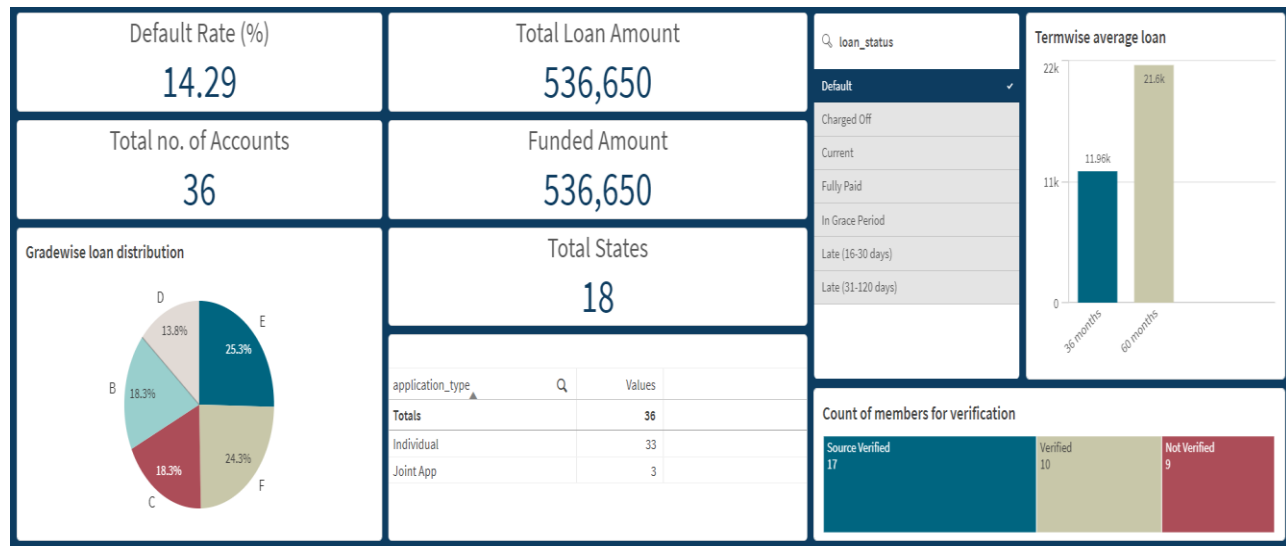 Default Rate (%)
14.29
Total Loan Amount
536,650
Total no. of Accounts
36
Funded Amount
536,650
Gradewise loan distribution
D
13.8%
E
25.3%
B
18.3%
18.3%
C
24.3%
F
Total States
18
application_type Values
Totals 36
Individual 33
Joint App 3
loan_status
Default
Charged Off
Current
Fully Paid
In Grace Period
Late (16-30 days)
Late (31-120 days)
Termwise average loan
22k
21.6k
11.96k
11k
0
36 months
60 months
Count of members for verification
Source Verified
17
Verified
10
Not Verified
9